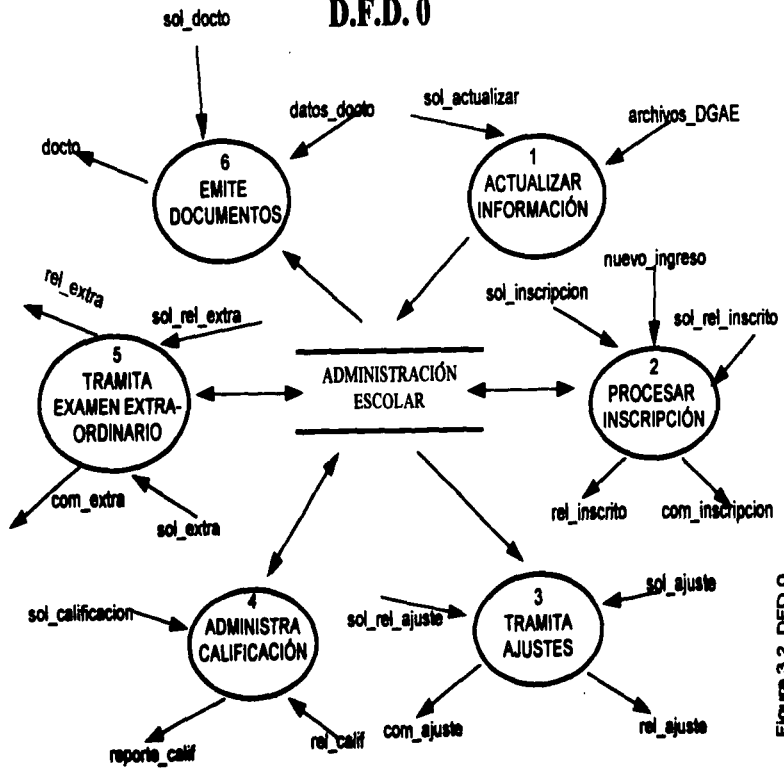 D.F.D. 0
sol_docto
datos_docto
docto
6
EMITE
DOCUMENTOS
sol_actualizar
archivos_DGAE
1
ACTUALIZAR
INFORMACIÓN
nuevo_ingreso
sol_inscripcion
sol_rel_inscrito
2
PROCESAR
INSCRIPCIÓN
rel_inscrito
com_inscripcion
rel_extra
sol_rel_extra
5
TRAMITA
EXAMEN EXTRA-
ORDINARIO
com_extra
sol_extra
ADMINISTRACIÓN
ESCOLAR
sol_calificacion
4
ADMINISTRA
CALIFICACIÓN
reporte_calif
rel_calif
sol_rel_ajuste
sol_ajuste
3
TRAMITA
AJUSTES
com_ajuste
rel_ajuste
Figura 3.2 DFD 0